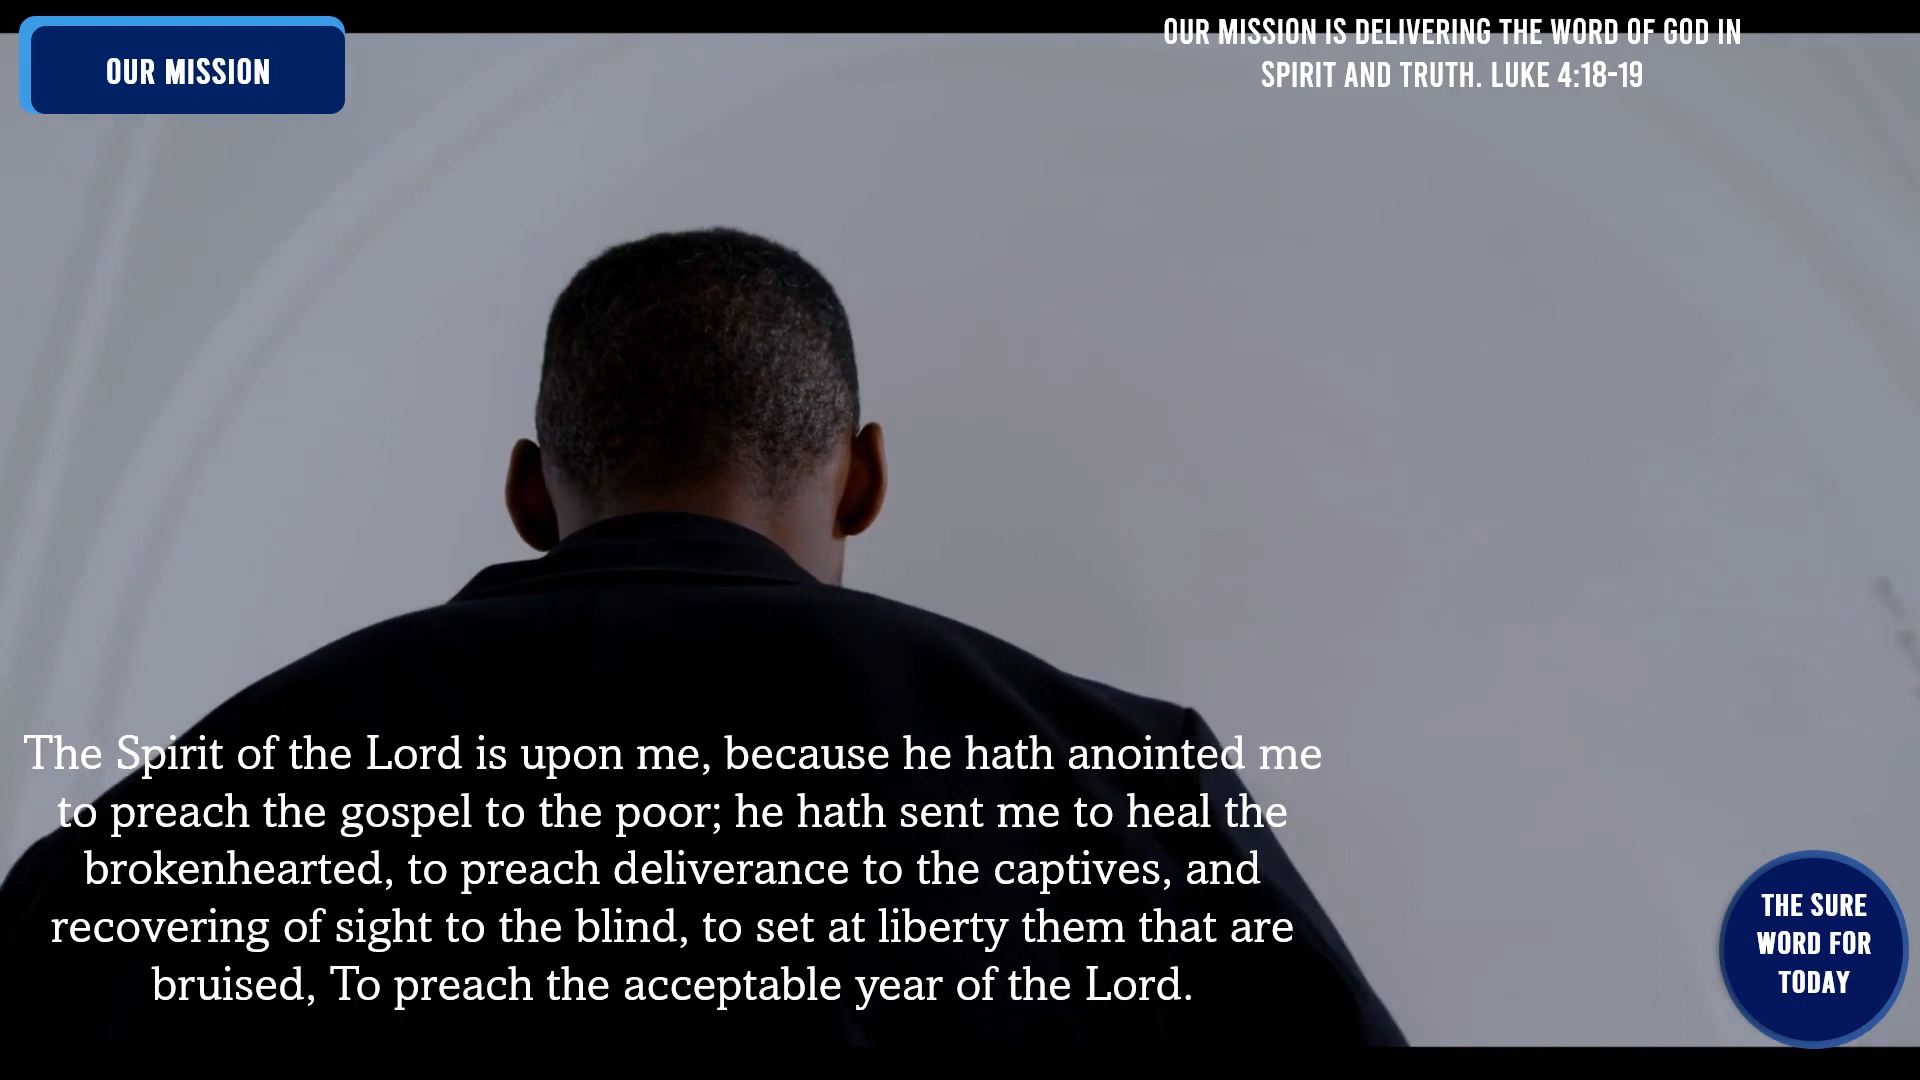 OUR MISSION
OUR MISSION IS DELIVERING THE WORD OF GOD IN
SPIRIT AND TRUTH. LUKE 4:18-19
The Spirit of the Lord is upon me, because he hath anointed me
to preach the gospel to the poor; he hath sent me to heal the
brokenhearted, to preach deliverance to the captives, and
recovering of sight to the blind, to set at liberty them that are
bruised, To preach the acceptable year of the Lord.
THE SURE
WORD FOR
TODAY